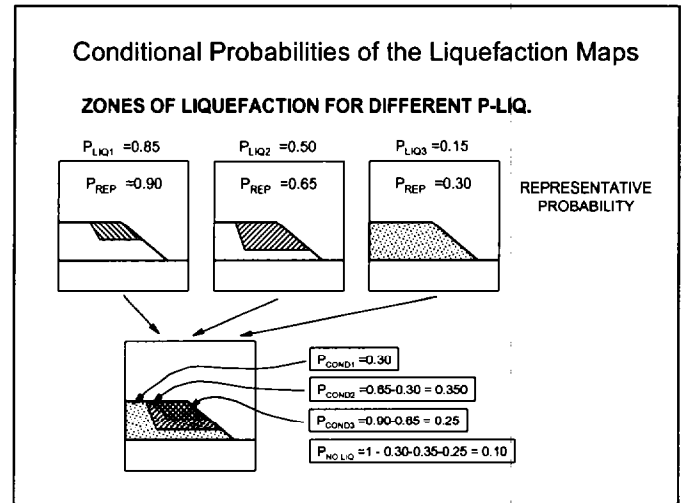 Conditional Probabilities of the Liquefaction Maps
ZONES OF LIQUEFACTION FOR DIFFERENT P-LIQ.
P_LIQ1 =0.85
P_LIQ2 =0.50
P_LIQ3 =0.15
P_REP =0.90
P_REP =0.65
P_REP =0.30
REPRESENTATIVE
PROBABILITY
P_COND1 =0.30
P_COND2 =0.65-0.30 = 0.350
P_COND3 =0.90-0.65 = 0.25
P_NO LIQ =1 - 0.30-0.35-0.25 = 0.10